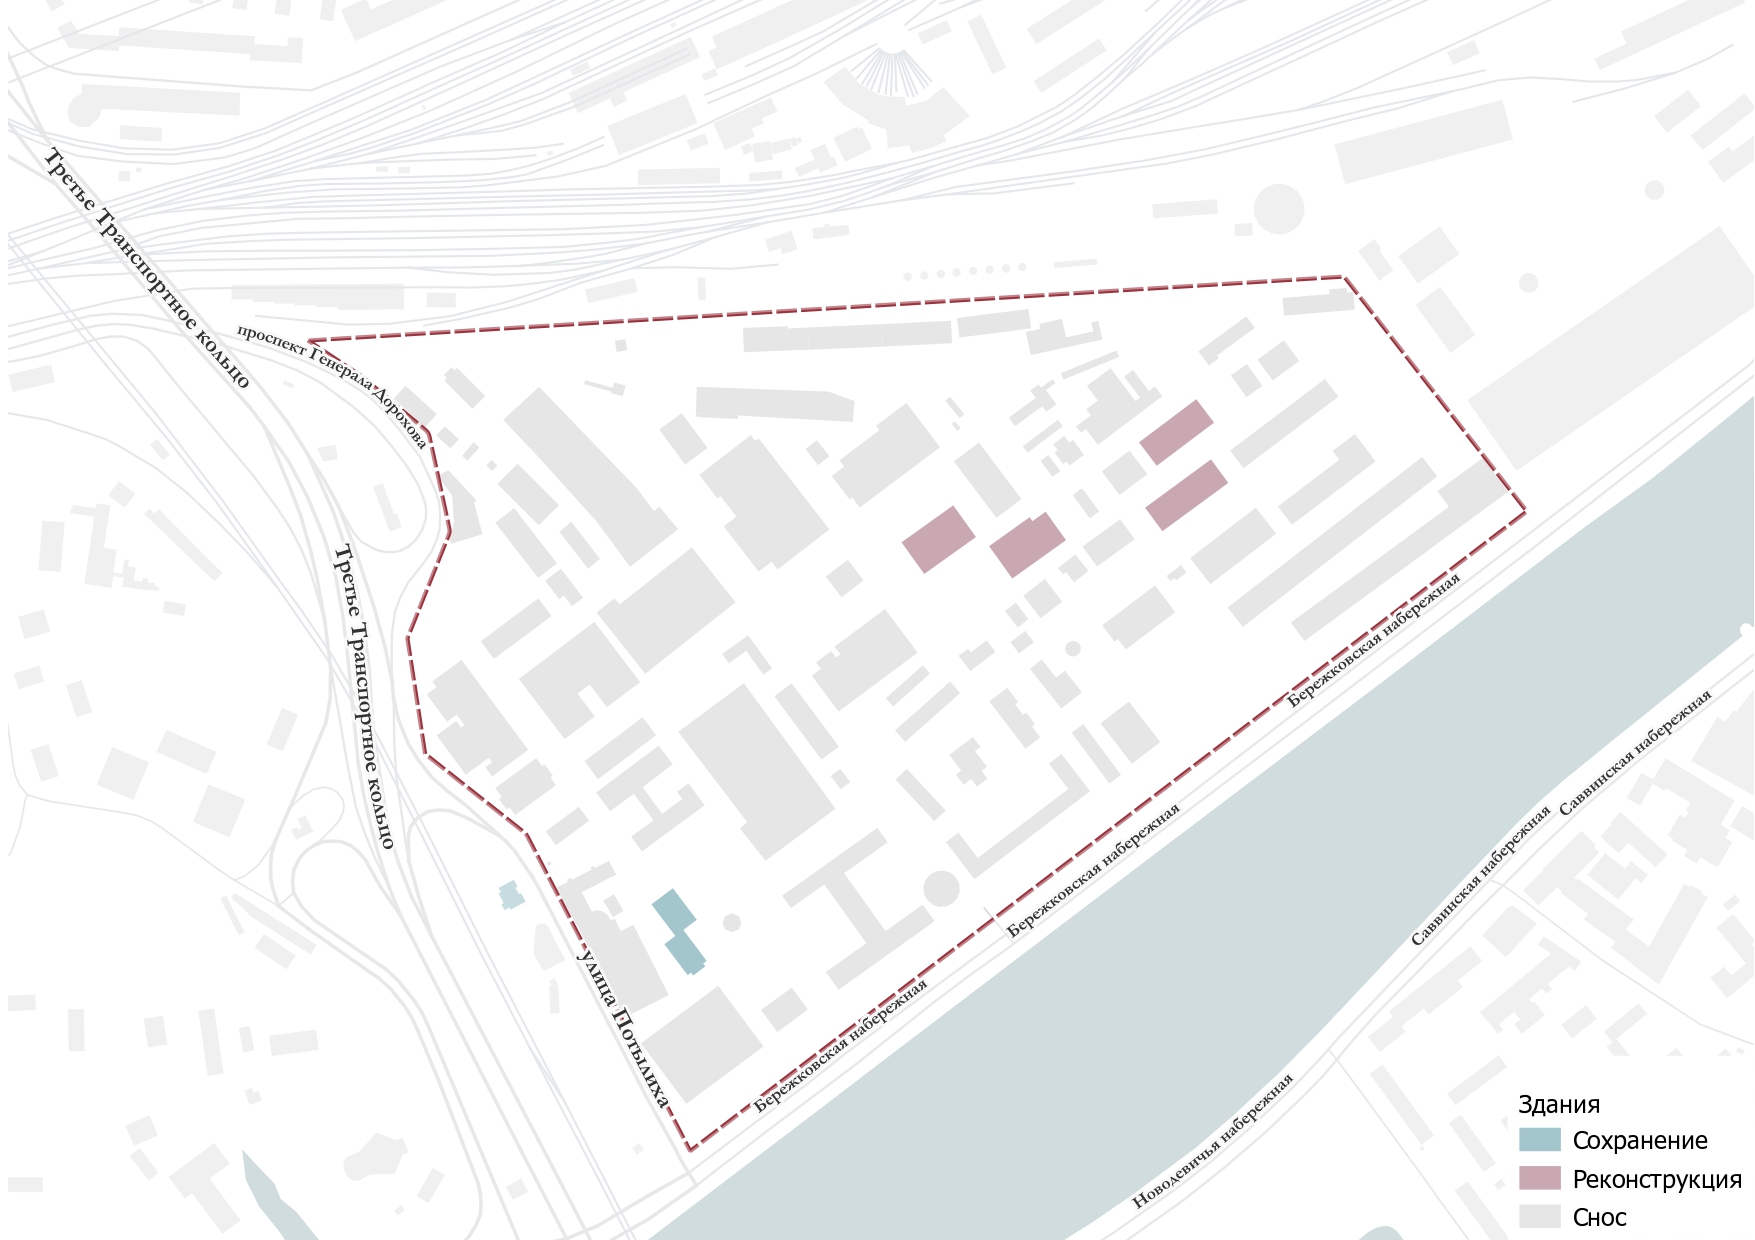 Третье Транспортное кольцо
проспект Генерала Дорохова
Третье Транспортное кольцо
Бережковская набережная
Саввинская набережная
Саввинская набережная
Бережковская набережная
улица Потылиха
Бережковская набережная
Новодевичья набережная
Здания
Сохранение
Реконструкция
Снос